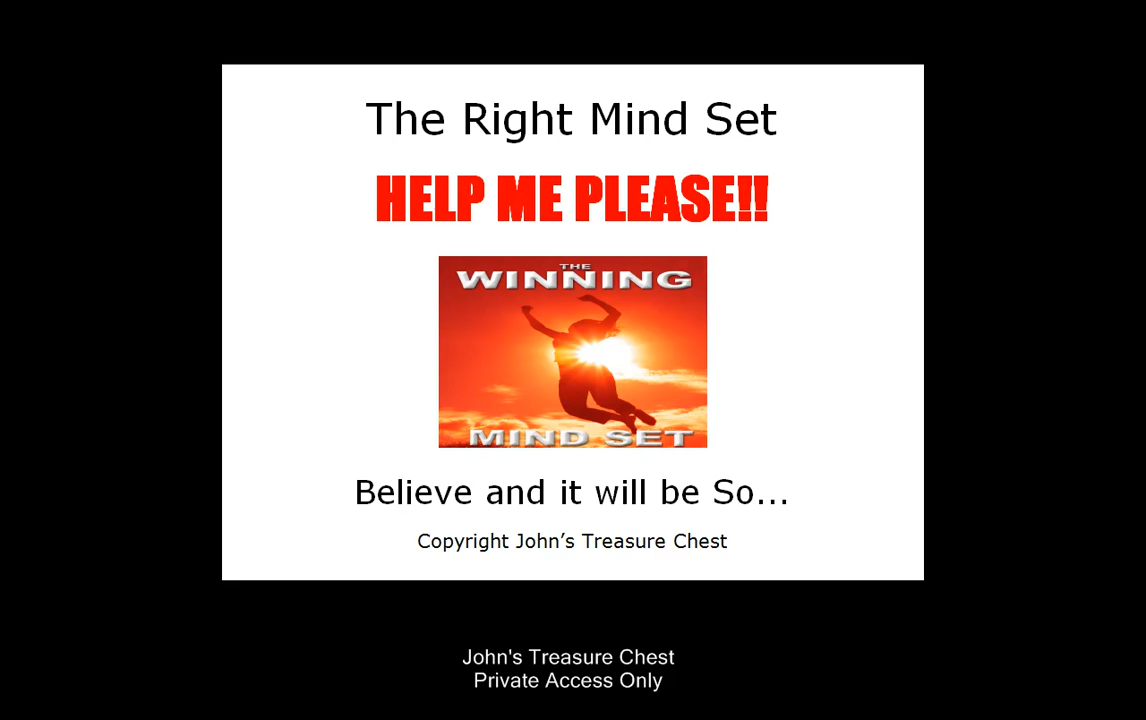 The Right Mind Set
HELP ME PLEASE!!
THE
WINNING
MIND SET
Believe and it will be So...
Copyright John’s Treasure Chest
John's Treasure Chest
Private Access Only